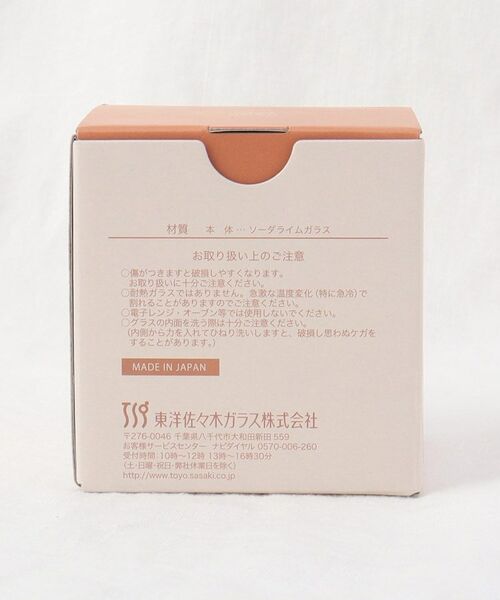 材質 本 体…ソーダライムガラス
お取り扱い上のご注意
○傷がつきますと破損しやすくなります。
お取り扱いに十分ご注意ください。
○耐熱ガラスではありません。急激な温度変化(特に急冷)で
割れることがありますのでご注意ください。
○電子レンジ・オーブン等では使用しないでください。
○グラスの内面を洗う際は十分ご注意ください。
(内側から力を入れてひねり洗いしますと、破損し思わぬケガを
することがあります。)
MADE IN JAPAN
東洋佐々木ガラス株式会社
〒276-0046 千葉県八千代市大和田新田 559
お客様サービスセンター ナビダイヤル 0570-006-260
受付時間:10時〜12時 13時〜16時30分
(土・日曜・祝日・弊社休業日を除く)
http://www.toyo.sasaki.co.jp